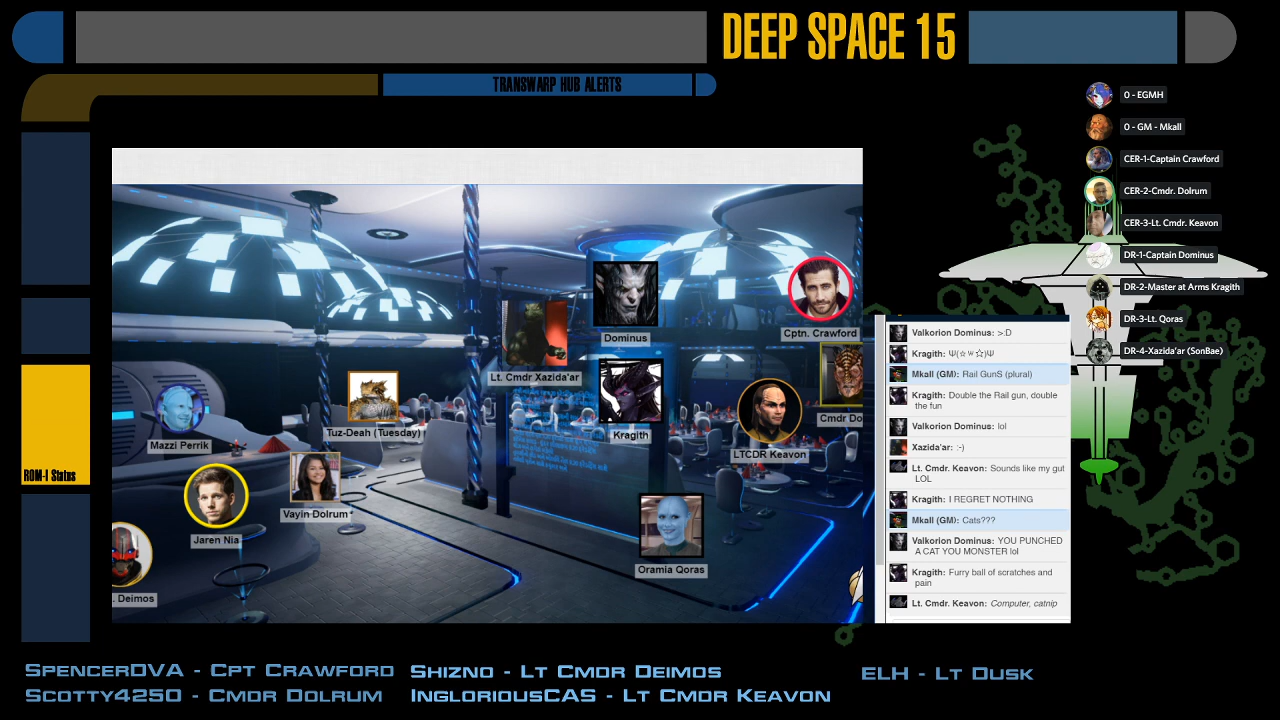 DEEP SPACE 15
TRANSWARP HUB ALERTS
0 - EGMH
0 - GM - Mkall
CER-1-Captain Crawford
CER-2-Cmdr. Dolrum
CER-3-Lt. Cmdr. Keavon
DR-1-Captain Dominus
DR-2-Master at Arms Kragith
DR-3-Lt. Qoras
DR-4-Xazida'ar (SonBae)
ROM-I Status
Dominus
Cptn. Crawford
Lt. Cmdr Xazida'ar
Cmdr Do
Tuz-Deah (Tuesday)
Kragith
Mazzi Perrik
LTCDR Keavon
Vayin Dolrum
Jaren Nia
Oramia Qoras
. Deimos
Valkorion Dominus: >:D
Kragith: Ψ(☆ｗ☆)Ψ
Mkall (GM): Rail GunS (plural)
Kragith: Double the Rail gun, double
the fun
Valkorion Dominus: lol
Xazida'ar: :-)
Lt. Cmdr. Keavon: Sounds like my gut
LOL
Kragith: I REGRET NOTHING
Mkall (GM): Cats???
Valkorion Dominus: YOU PUNCHED
A CAT YOU MONSTER lol
Kragith: Furry ball of scratches and
pain
Lt. Cmdr. Keavon: Computer, catnip
SpencerDVA - Cpt Crawford
Shizno - Lt Cmdr Deimos
ELH - Lt Dusk
Scotty4250 - Cmdr Dolrum
IngloriousCAS - Lt Cmdr Keavon